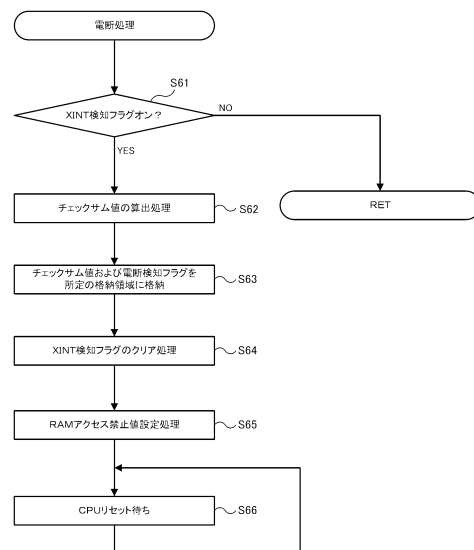 電断処理
S61
XINT検知フラグオン？
NO
YES
RET
チェックサム値の算出処理
S62
チェックサム値および電断検知フラグを
所定の格納領域に格納
S63
XINT検知フラグのクリア処理
S64
RAMアクセス禁止値設定処理
S65
CPUリセット待ち
S66